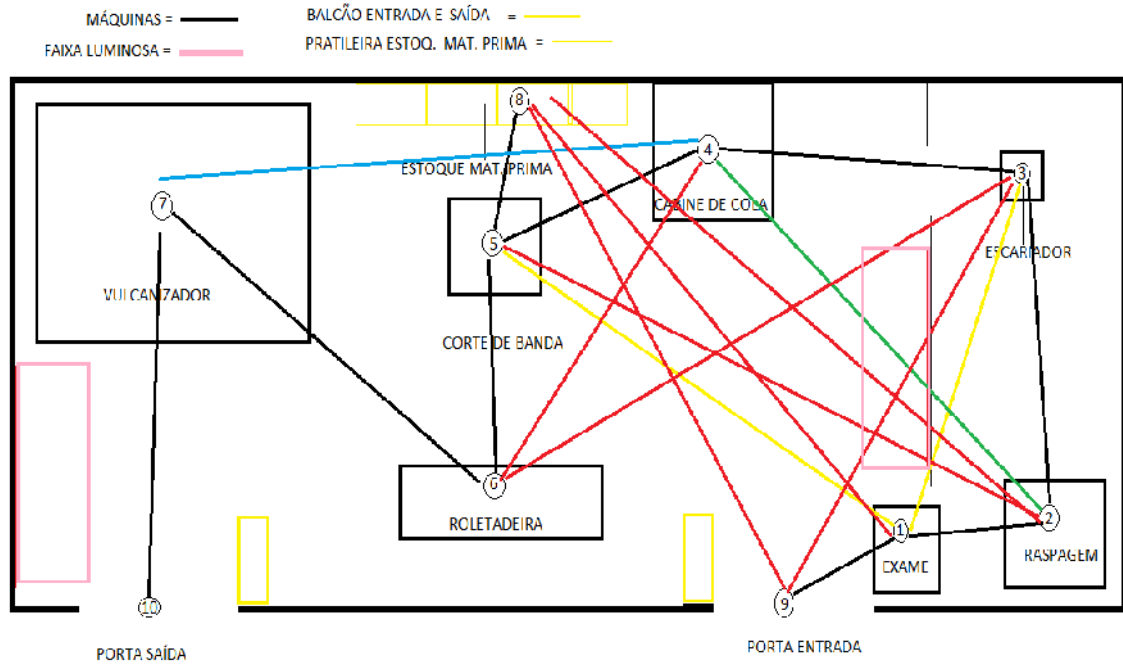 MÁQUINAS =
BALCÃO ENTRADA E SAÍDA =
FAIXA LUMINOSA =
PRATILEIRA ESTOQ. MAT. PRIMA =
8
4
3
ESTOQUE MAT. PRIMA
7
CABINE DE COLA
5
ESCARIADOR
VULCANIZADOR
CORTE DE BANDA
6
ROLETADEIRA
2
1
RASPAGEM
EXAME
10
9
PORTA ENTRADA
PORTA SAÍDA